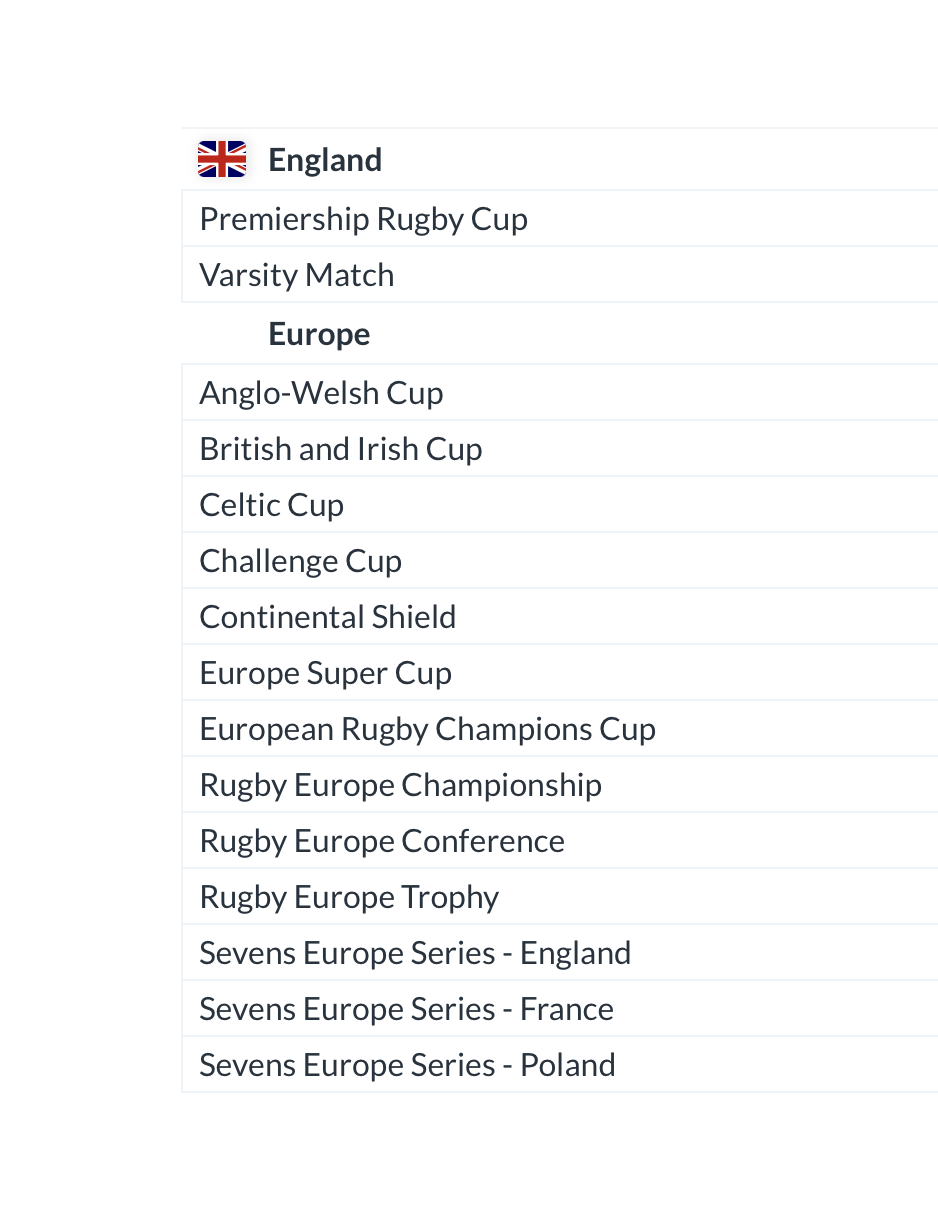 England
Premiership Rugby Cup
Varsity Match
Europe
Anglo-Welsh Cup
British and Irish Cup
Celtic Cup
Challenge Cup
Continental Shield
Europe Super Cup
European Rugby Champions Cup
Rugby Europe Championship
Rugby Europe Conference
Rugby Europe Trophy
Sevens Europe Series - England
Sevens Europe Series - France
Sevens Europe Series - Poland